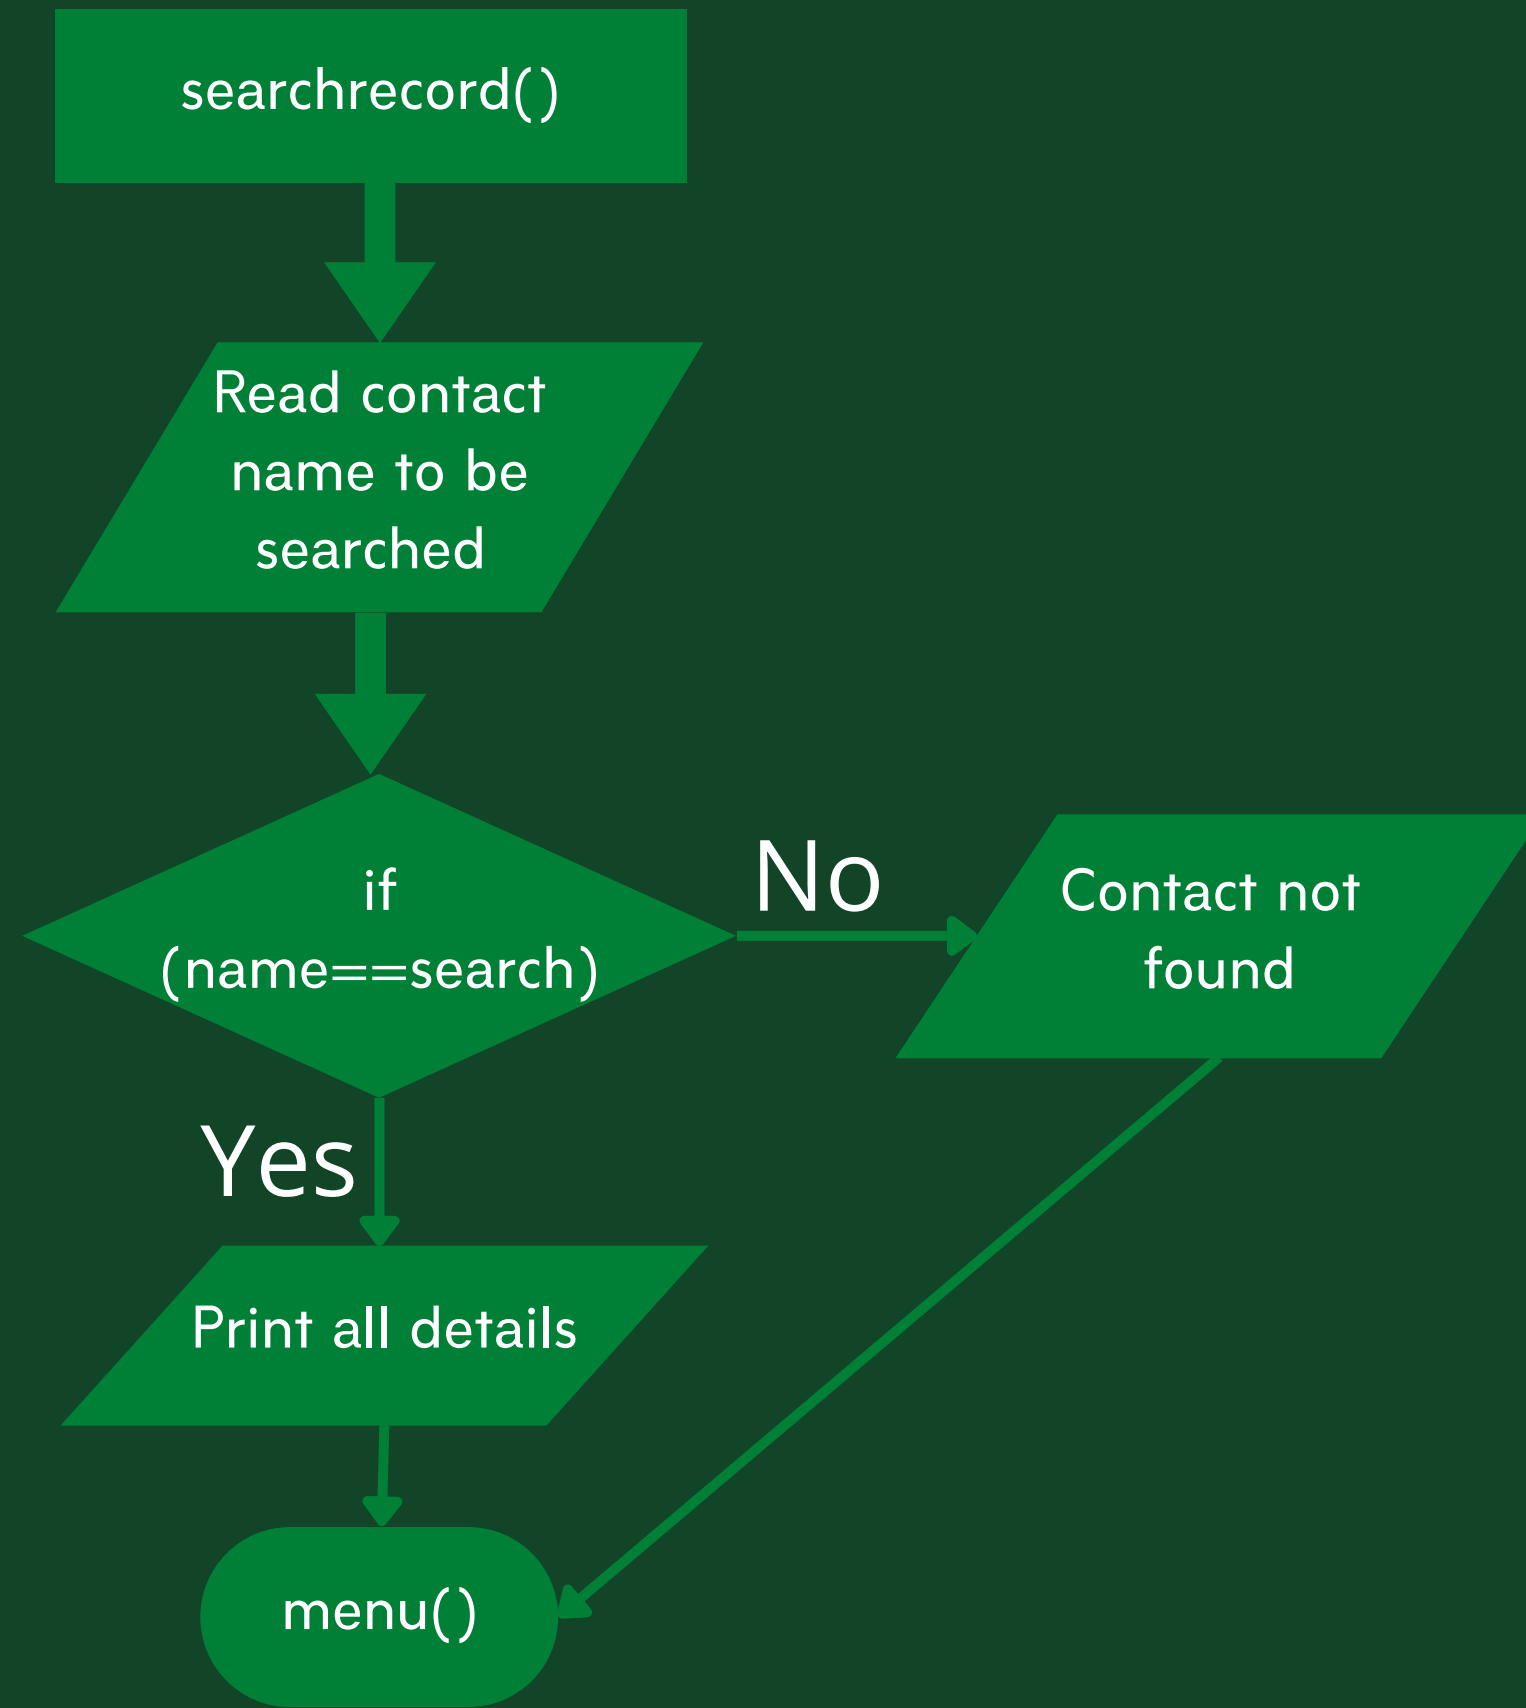 searchrecord()
Read contact
name to be
searched
if
(name==search)
No
Contact not
found
Yes
Print all details
menu()